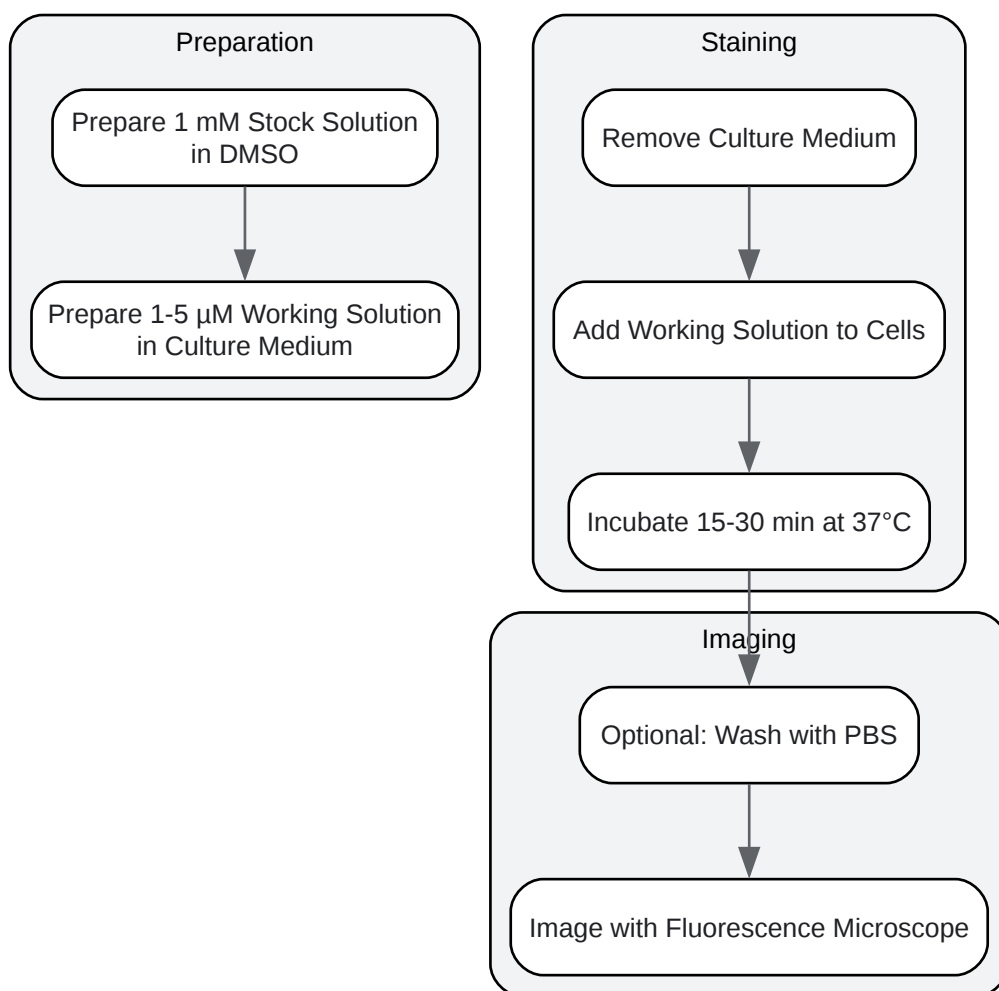 Preparation
Prepare 1 mM Stock Solution
in DMSO
Prepare 1-5 µM Working Solution
in Culture Medium
Staining
Remove Culture Medium
Add Working Solution to Cells
Incubate 15-30 min at 37°C
Imaging
Optional: Wash with PBS
Image with Fluorescence Microscope